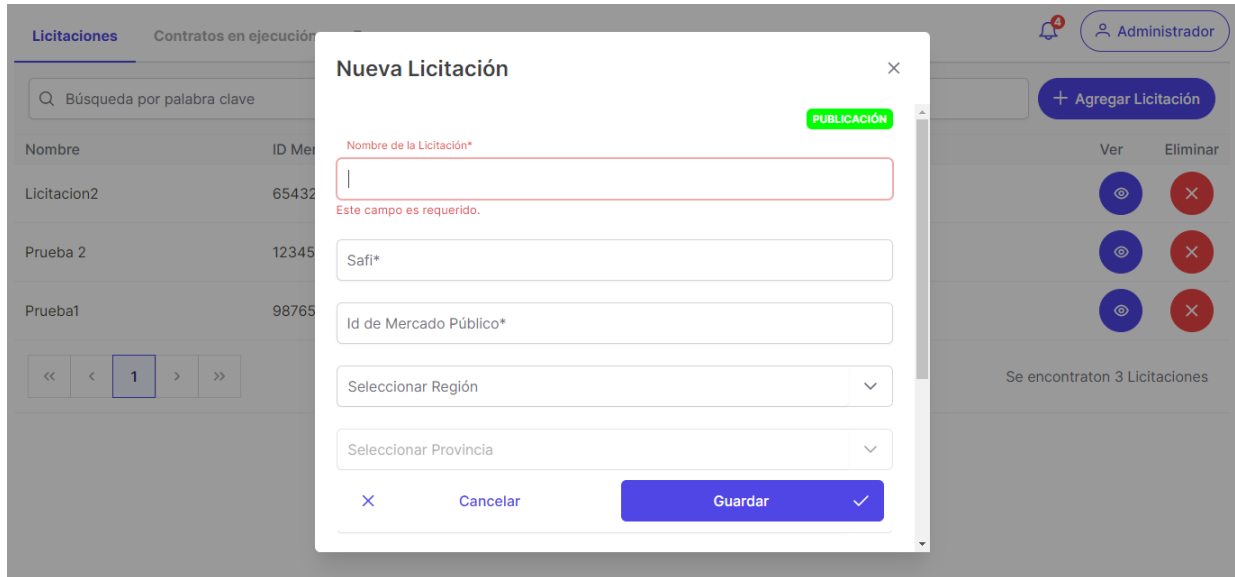 Licitaciones
Contratos en ejecución
4
Administrador
Búsqueda por palabra clave
+ Agregar Licitación
Nombre
ID Mer
Ver
Eliminar
Licitacion2
65432
Prueba 2
12345
Prueba1
98765
<< < 1 > >>
Se encontraton 3 Licitaciones
Nueva Licitación
PUBLICACIÓN
Nombre de la Licitación*
Este campo es requerido.
Safi*
Id de Mercado Público*
Seleccionar Región
Seleccionar Provincia
Cancelar
Guardar